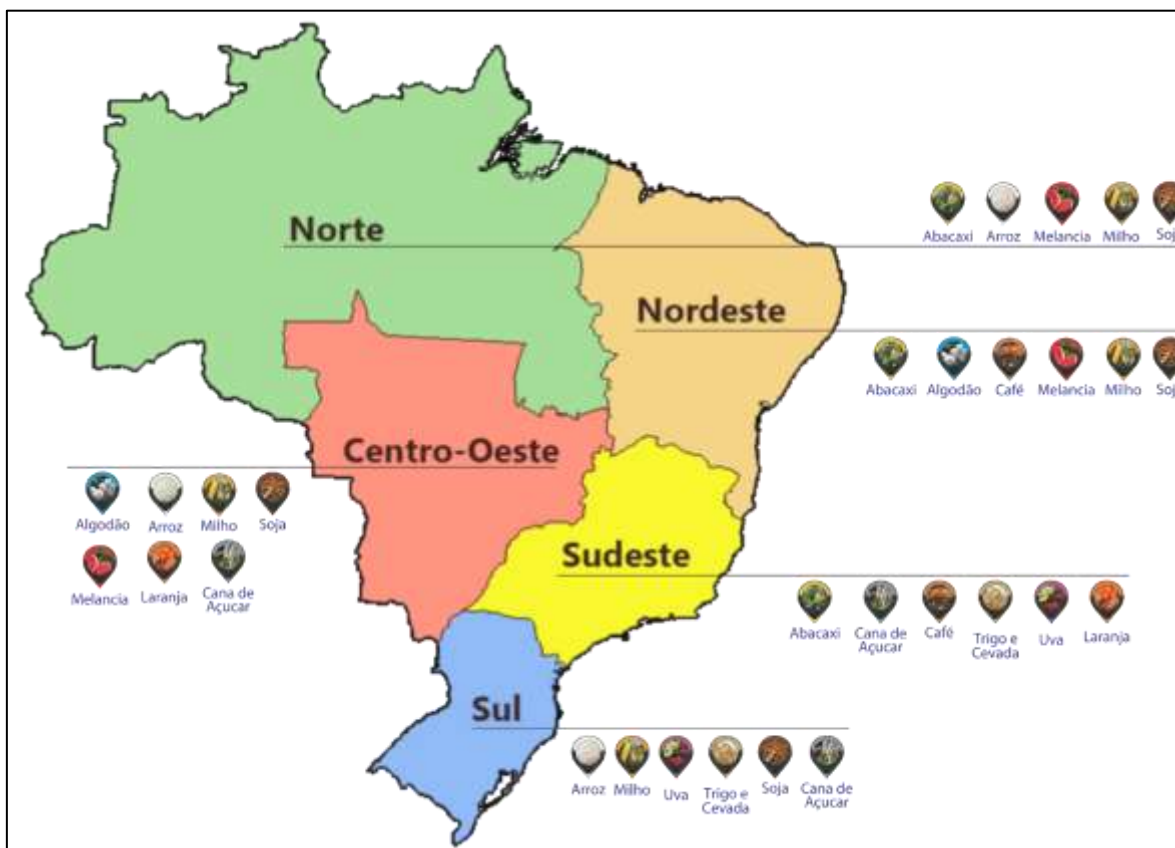 Norte
Abacaxi Arroz Melancia Milho Soj
Nordeste
Abacaxi Algodão Café Melancia Milho Soj
Centro-Oeste
Algodão Arroz Milho Soja
Melancia Laranja Cana de
Açucar
Sudeste
Abacaxi Cana de Açucar Café Trigo e Cevada Uva Laranja
Sul
Arroz Milho Uva Trigo e Cevada Soja Cana de Açucar